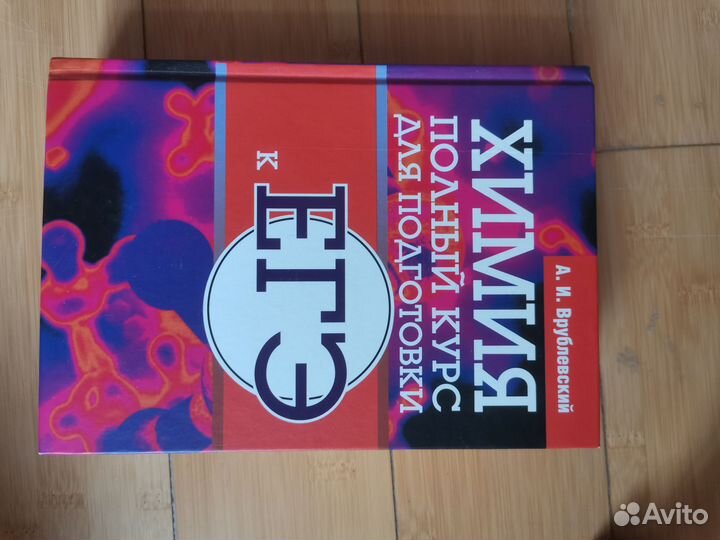 А. И. Врублевский
ХИМИЯ
ПОЛНЫЙ КУРС
ДЛЯ ПОДГОТОВКИ
К
ЕГЭ
Avito